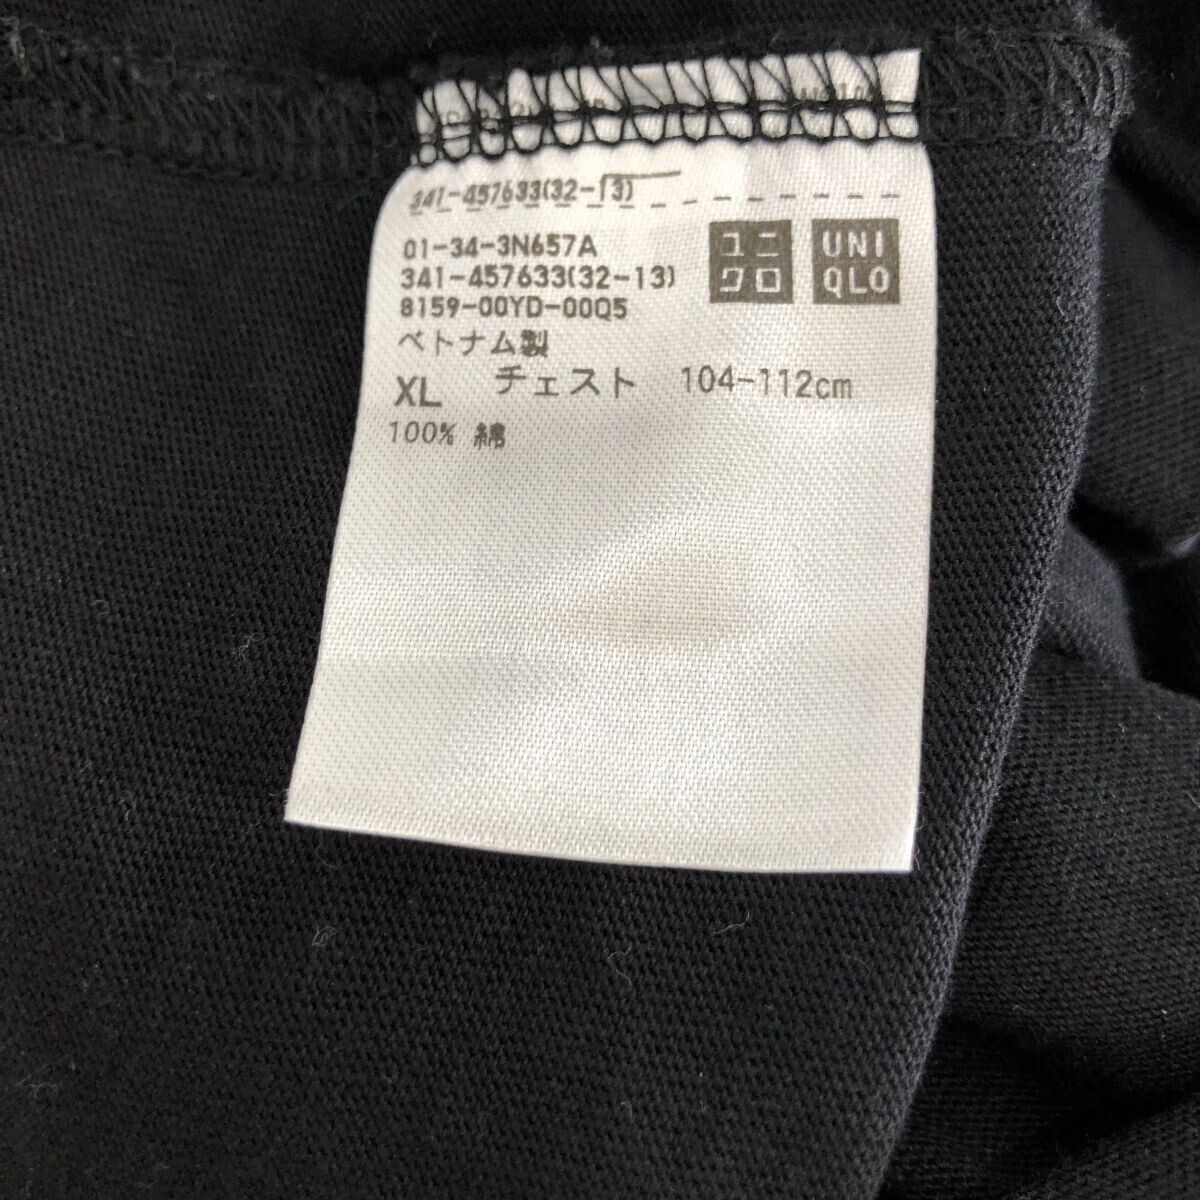 341-457633(32-13)
01-34-3N657A
341-457633(32-13)
8159-00YD-00Q5
ユニ
クロ
UNI
QLO
ベトナム製
XL チェスト 104-112cm
100% 綿